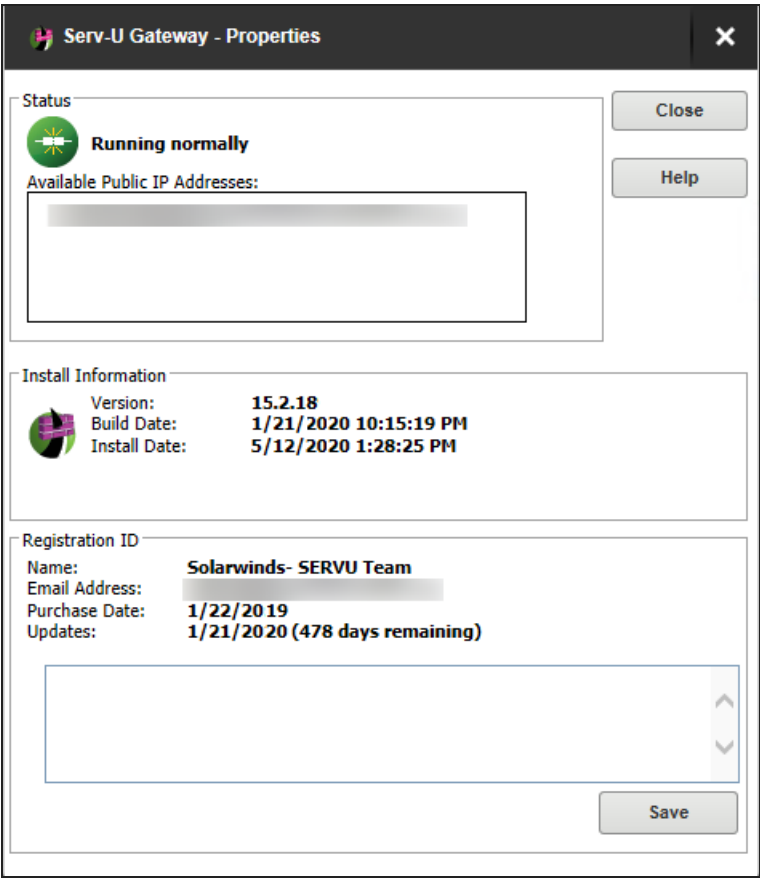 Serv-U Gateway - Properties
Status
Close
Running normally
Help
Available Public IP Addresses:
Install Information
Version: 15.2.18
Build Date: 1/21/2020 10:15:19 PM
Install Date: 5/12/2020 1:28:25 PM
Registration ID
Name: Solarwinds- SERVU Team
Email Address:
Purchase Date: 1/22/2019
Updates: 1/21/2020 (478 days remaining)
Save